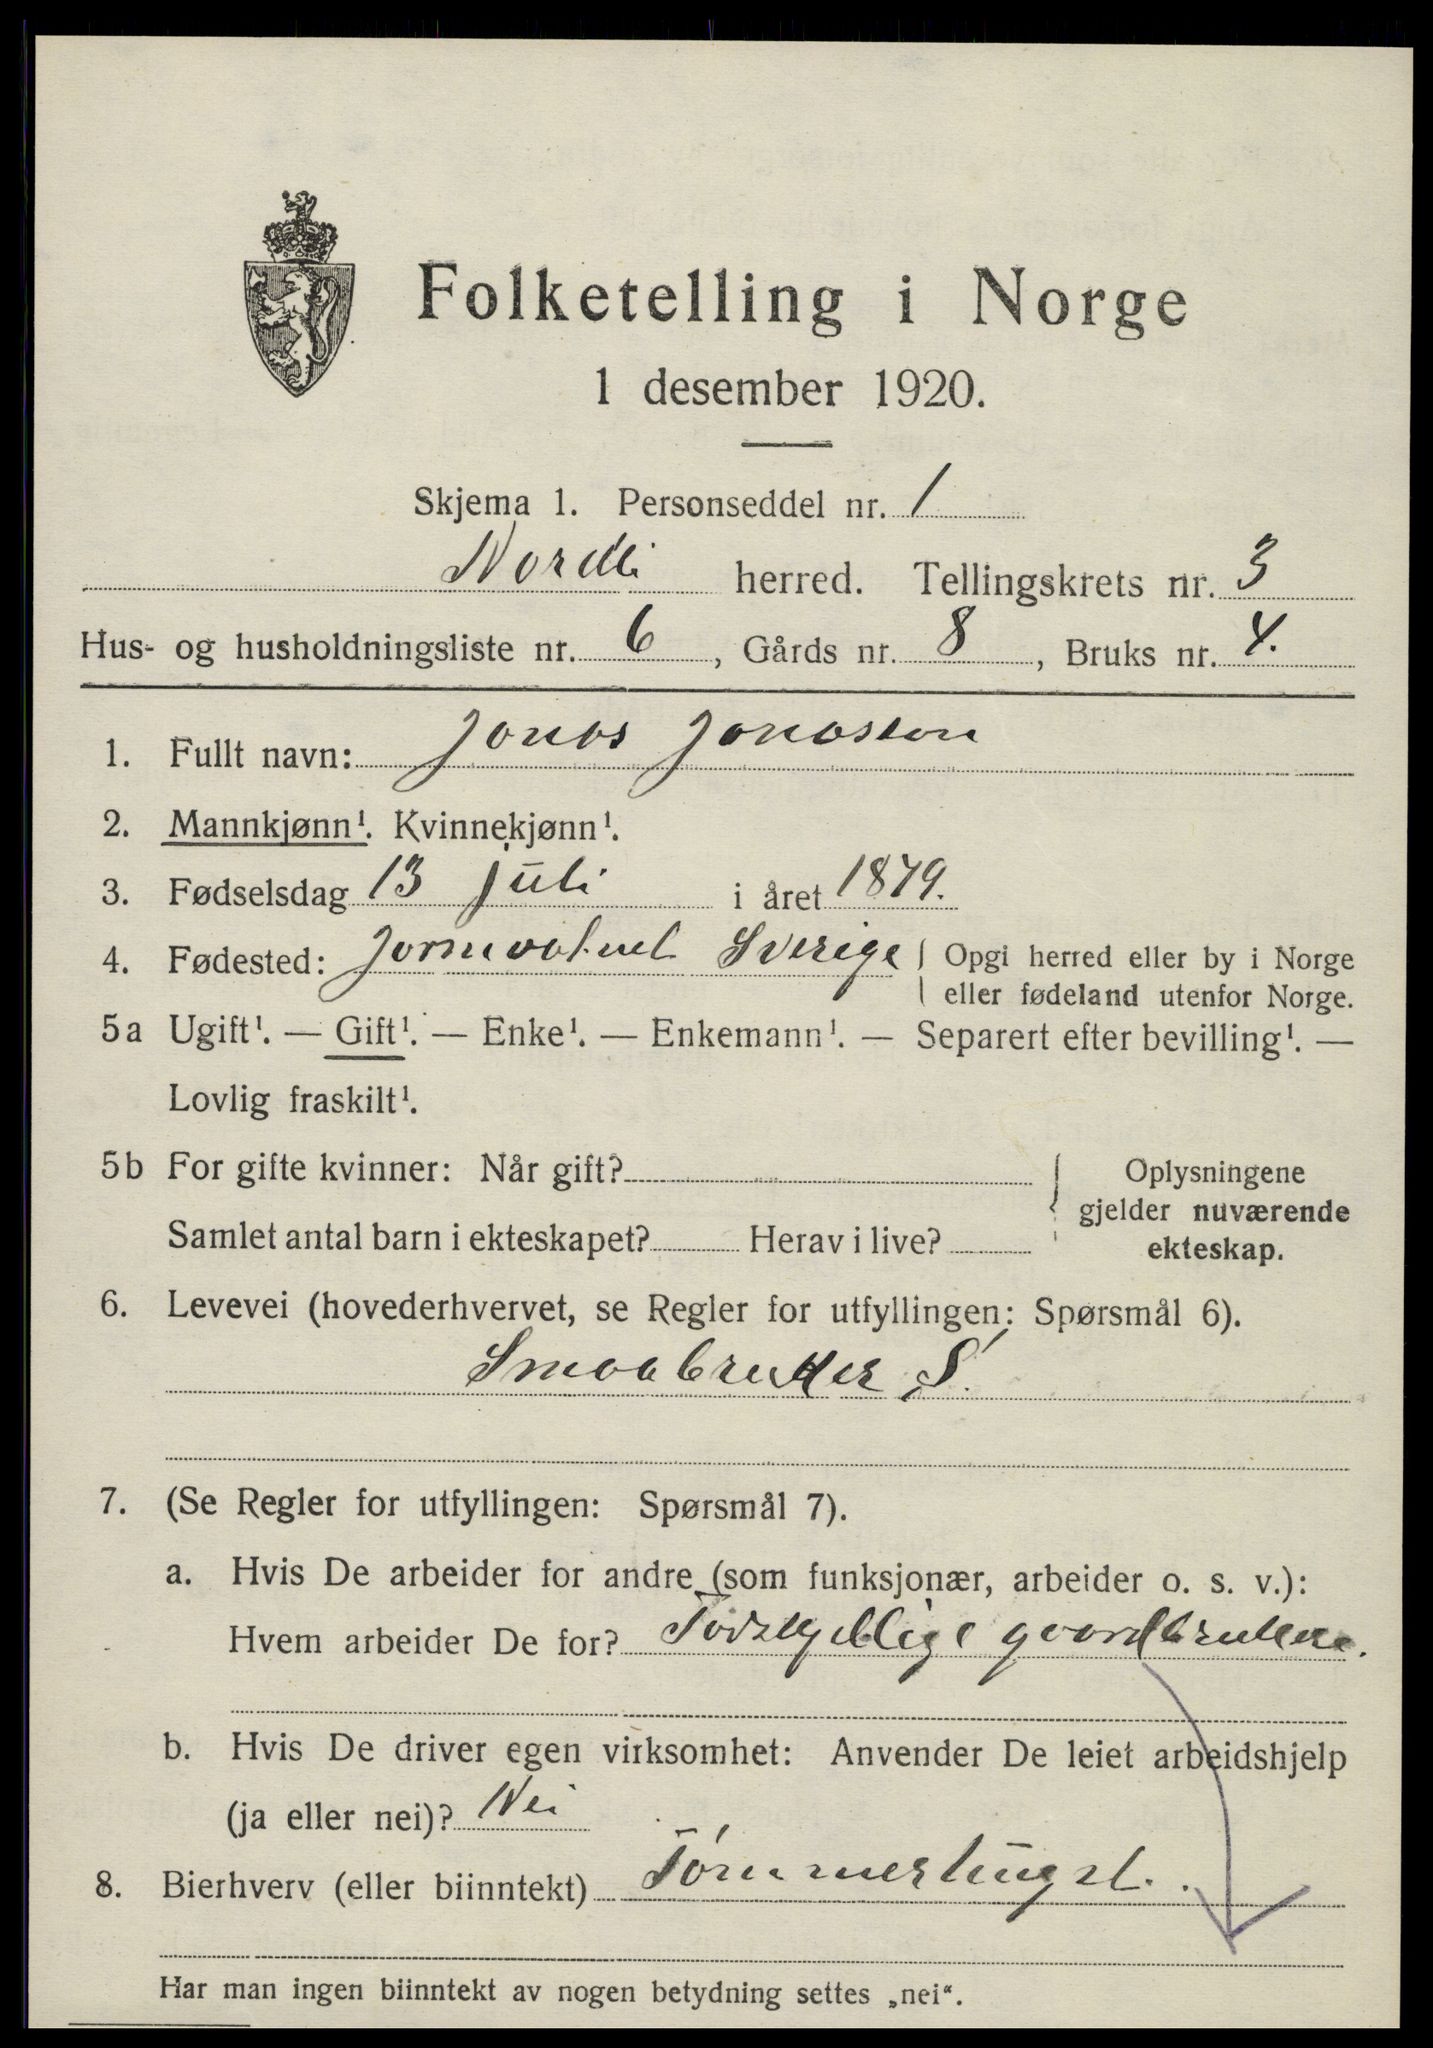 Folketelling i Norge
1 desember 1920.
Skjema 1. Personseddel nr. 1
Nordli herred. Tellingskrets nr. 3
Hus- og husholdningsliste nr. 6, Gårds nr. 8, Bruks nr. 4.
1. Fullt navn: Jonas Jonassen
2. Mannkjønn¹. Kvinnekjønn¹.
3. Fødselsdag 13 juli i året 1879.
4. Fødested: Jormvatnet Sverige { Opgi herred eller by i Norge
eller fødeland utenfor Norge.
5a Ugift¹. — Gift¹. — Enke¹. — Enkemann¹. — Separert efter bevilling¹. —
Lovlig fraskilt¹.
5b For gifte kvinner: Når gift? { Oplysningene
gjelder nuværende
Samlet antal barn i ekteskapet? Herav i live? ekteskap.
6. Levevei (hovederhvervet, se Regler for utfyllingen: Spørsmål 6).
Smaabruker S.
7. (Se Regler for utfyllingen: Spørsmål 7).
a. Hvis De arbeider for andre (som funksjonær, arbeider o. s. v.):
Hvem arbeider De for? Forskjellige gaardbrukere.
b. Hvis De driver egen virksomhet: Anvender De leiet arbeidshjelp
(ja eller nei)? Nei
8. Bierhverv (eller biinntekt) Tømmerhugst.
Har man ingen biinntekt av nogen betydning settes „nei“.